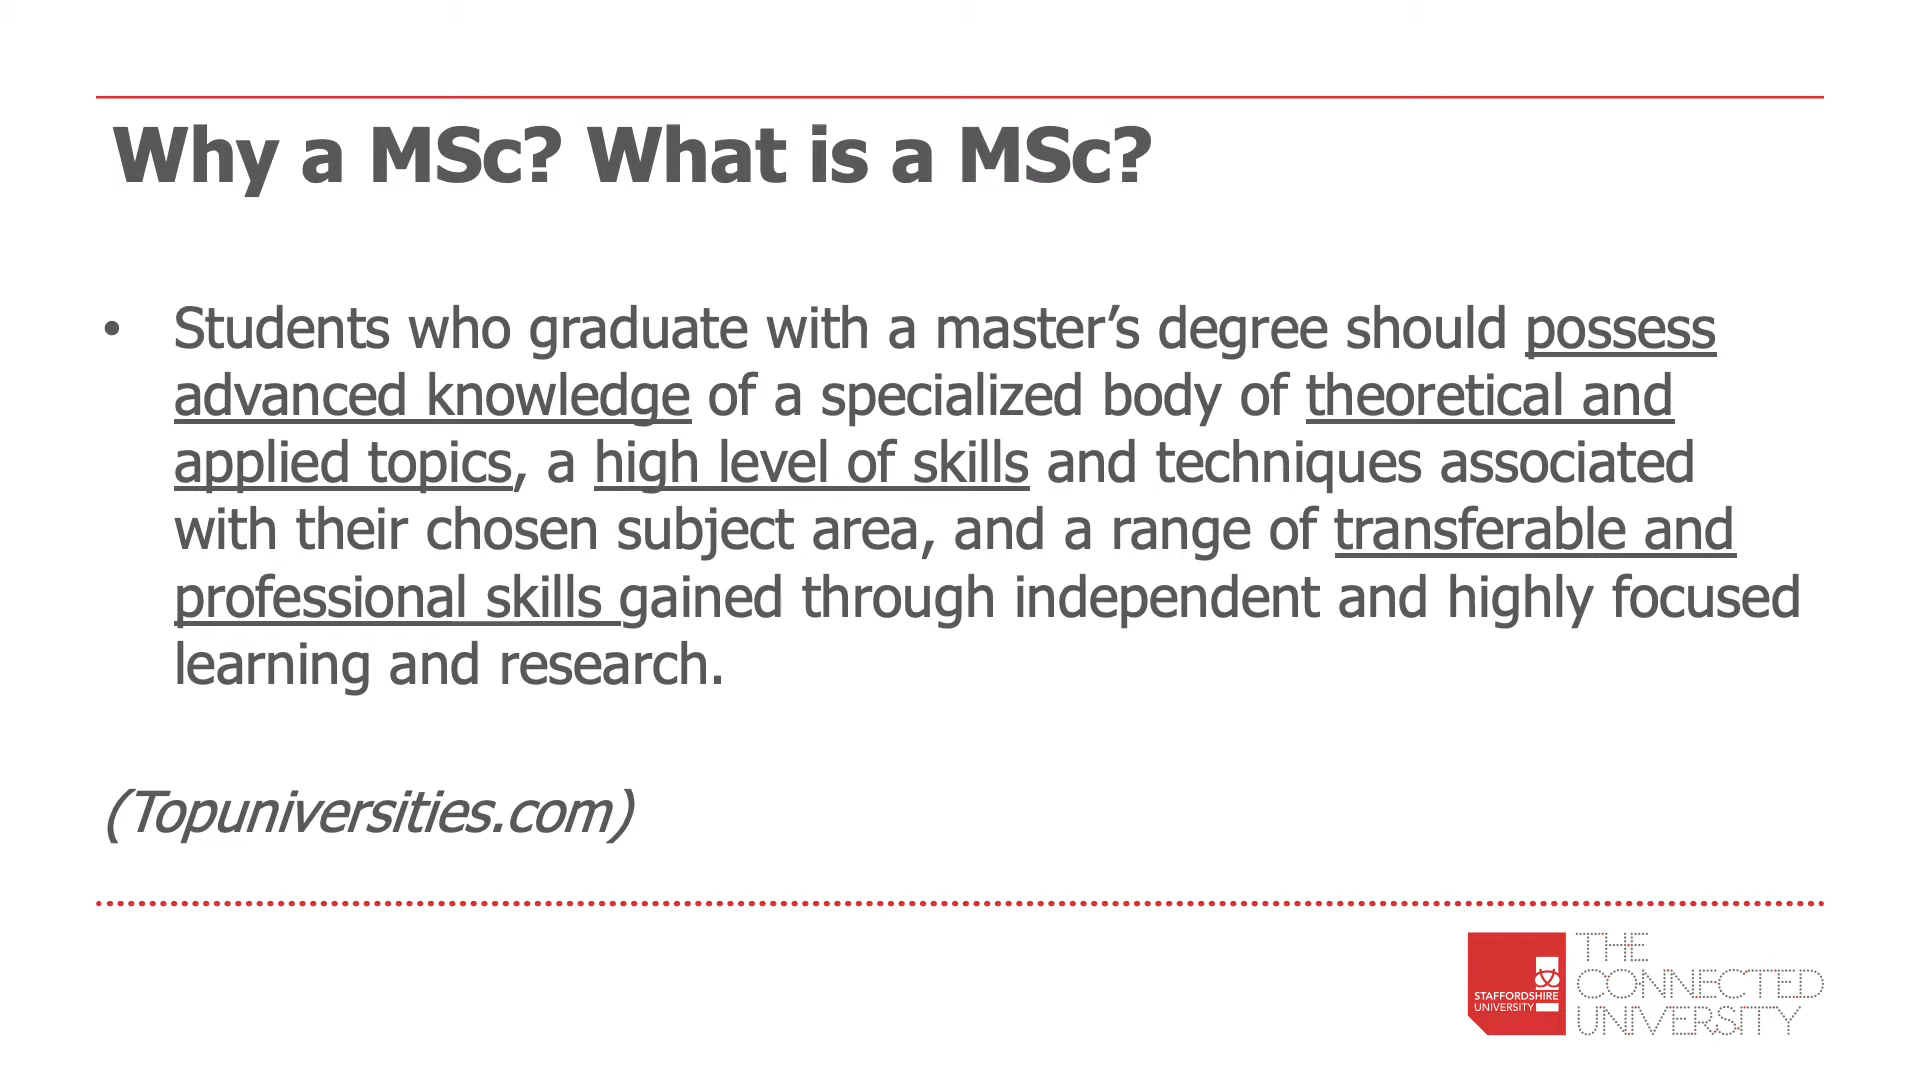 Why a MSc? What is a MSc?
• Students who graduate with a master’s degree should possess
advanced knowledge of a specialized body of theoretical and
applied topics, a high level of skills and techniques associated
with their chosen subject area, and a range of transferable and
professional skills gained through independent and highly focused
learning and research.
(Topuniversities.com)
STAFFORDSHIRE
UNIVERSITY
THE
CONNECTED
UNIVERSITY